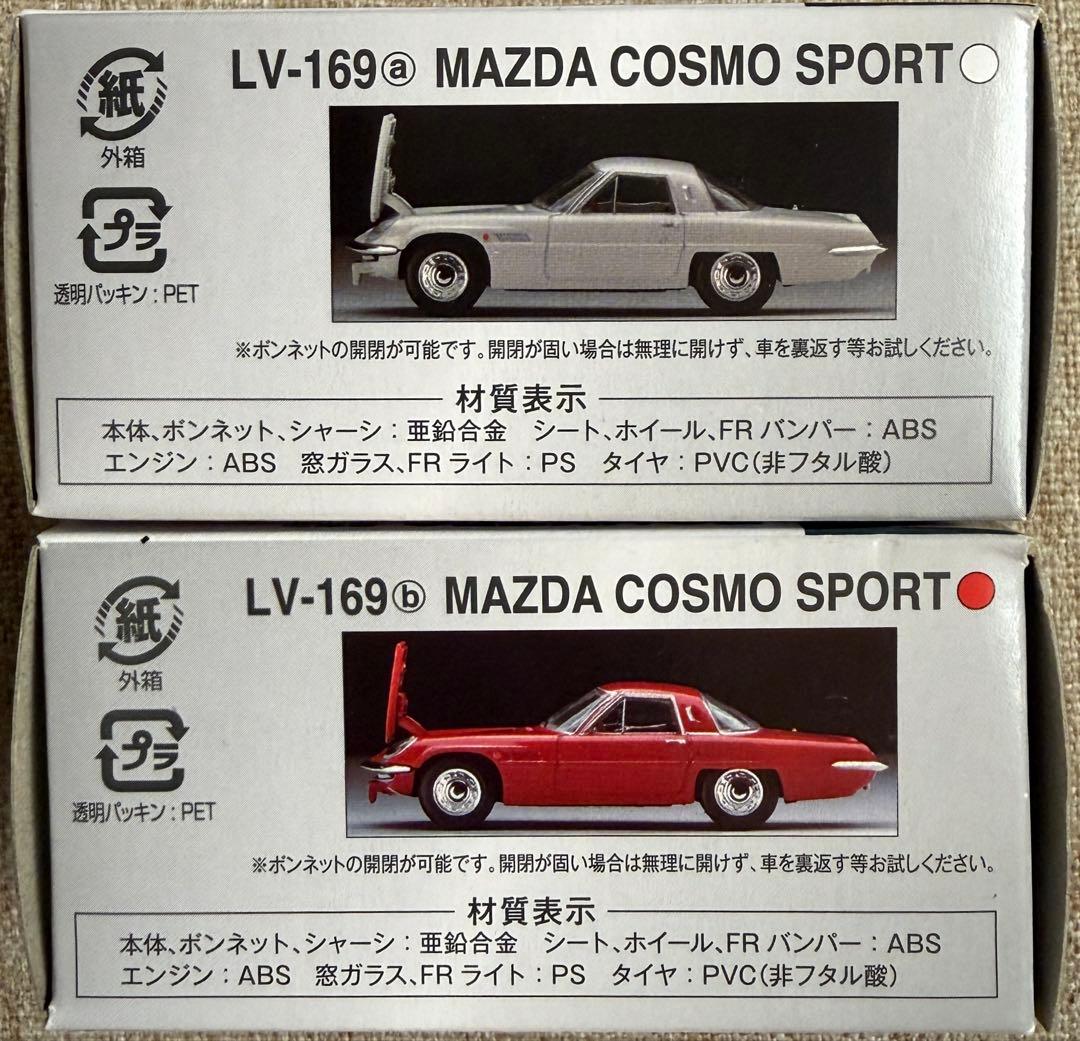 LV-169ⓐ MAZDA COSMO SPORT○
紙
外箱
プラ
透明パッキン：PET
※ボンネットの開閉が可能です。開閉が固い場合は無理に開けず、車を裏返す等お試しください。
材質表示
本体、ボンネット、シャーシ：亜鉛合金　シート、ホイール、FRバンパー：ABS
エンジン：ABS　窓ガラス、FRライト：PS　タイヤ：PVC（非フタル酸）
LV-169ⓑ MAZDA COSMO SPORT
紙
外箱
プラ
透明パッキン：PET
※ボンネットの開閉が可能です。開閉が固い場合は無理に開けず、車を裏返す等お試しください。
材質表示
本体、ボンネット、シャーシ：亜鉛合金　シート、ホイール、FRバンパー：ABS
エンジン：ABS　窓ガラス、FRライト：PS　タイヤ：PVC（非フタル酸）